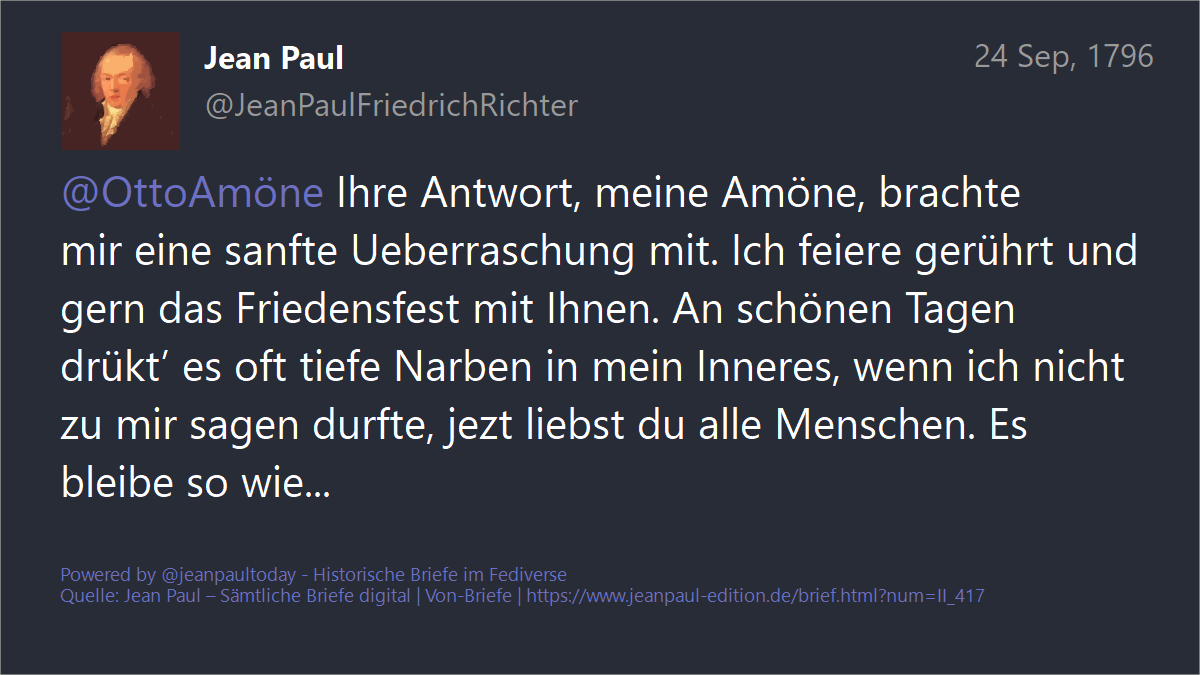 Jean Paul
24 Sep, 1796
@JeanPaulFriedrichRichter
@OttoAmöne Ihre Antwort, meine Amöne, brachte
mir eine sanfte Ueberraschung mit. Ich feiere gerührt und
gern das Friedensfest mit Ihnen. An schönen Tagen
drükt’ es oft tiefe Narben in mein Inneres, wenn ich nicht
zu mir sagen durfte, jezt liebst du alle Menschen. Es
bleibe so wie...
Powered by @jeanpaultoday - Historische Briefe im Fediverse
Quelle: Jean Paul – Sämtliche Briefe digital | Von-Briefe | https://www.jeanpaul-edition.de/brief.html?num=II_417